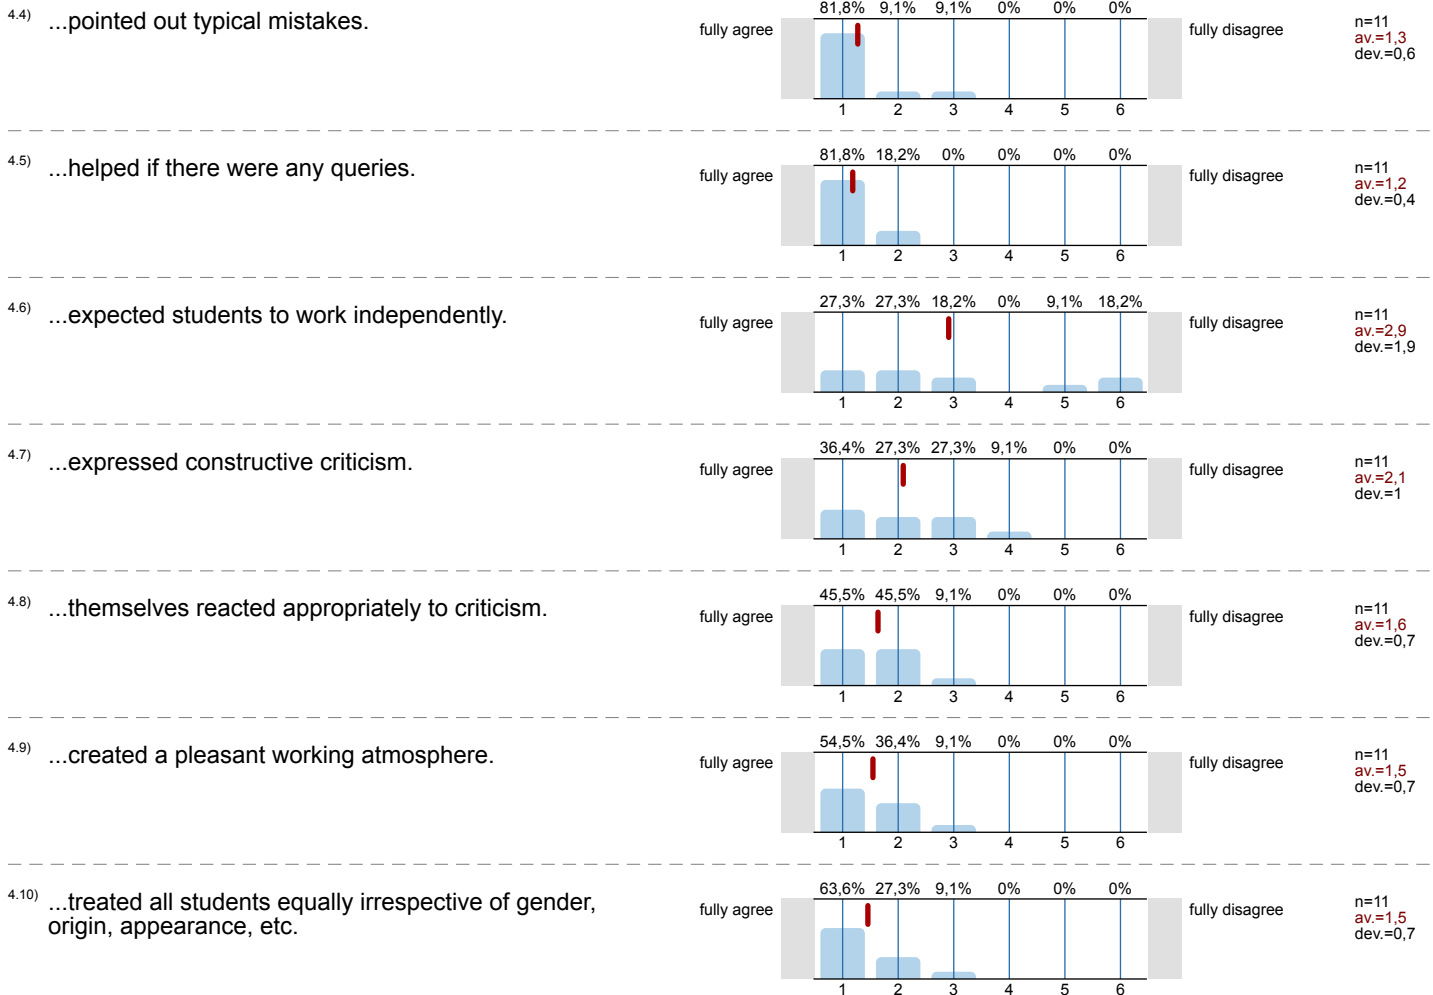 4.4) ...pointed out typical mistakes.
81,8% 9,1% 9,1% 0% 0% 0%
fully agree fully disagree
n=11
av.=1,3
dev.=0,6
1 2 3 4 5 6
4.5) ...helped if there were any queries.
81,8% 18,2% 0% 0% 0% 0%
fully agree fully disagree
n=11
av.=1,2
dev.=0,4
1 2 3 4 5 6
4.6) ...expected students to work independently.
27,3% 27,3% 18,2% 0% 9,1% 18,2%
fully agree fully disagree
n=11
av.=2,9
dev.=1,9
1 2 3 4 5 6
4.7) ...expressed constructive criticism.
36,4% 27,3% 27,3% 9,1% 0% 0%
fully agree fully disagree
n=11
av.=2,1
dev.=1
1 2 3 4 5 6
4.8) ...themselves reacted appropriately to criticism.
45,5% 45,5% 9,1% 0% 0% 0%
fully agree fully disagree
n=11
av.=1,6
dev.=0,7
1 2 3 4 5 6
4.9) ...created a pleasant working atmosphere.
54,5% 36,4% 9,1% 0% 0% 0%
fully agree fully disagree
n=11
av.=1,5
dev.=0,7
1 2 3 4 5 6
4.10) ...treated all students equally irrespective of gender,
origin, appearance, etc.
63,6% 27,3% 9,1% 0% 0% 0%
fully agree fully disagree
n=11
av.=1,5
dev.=0,7
1 2 3 4 5 6